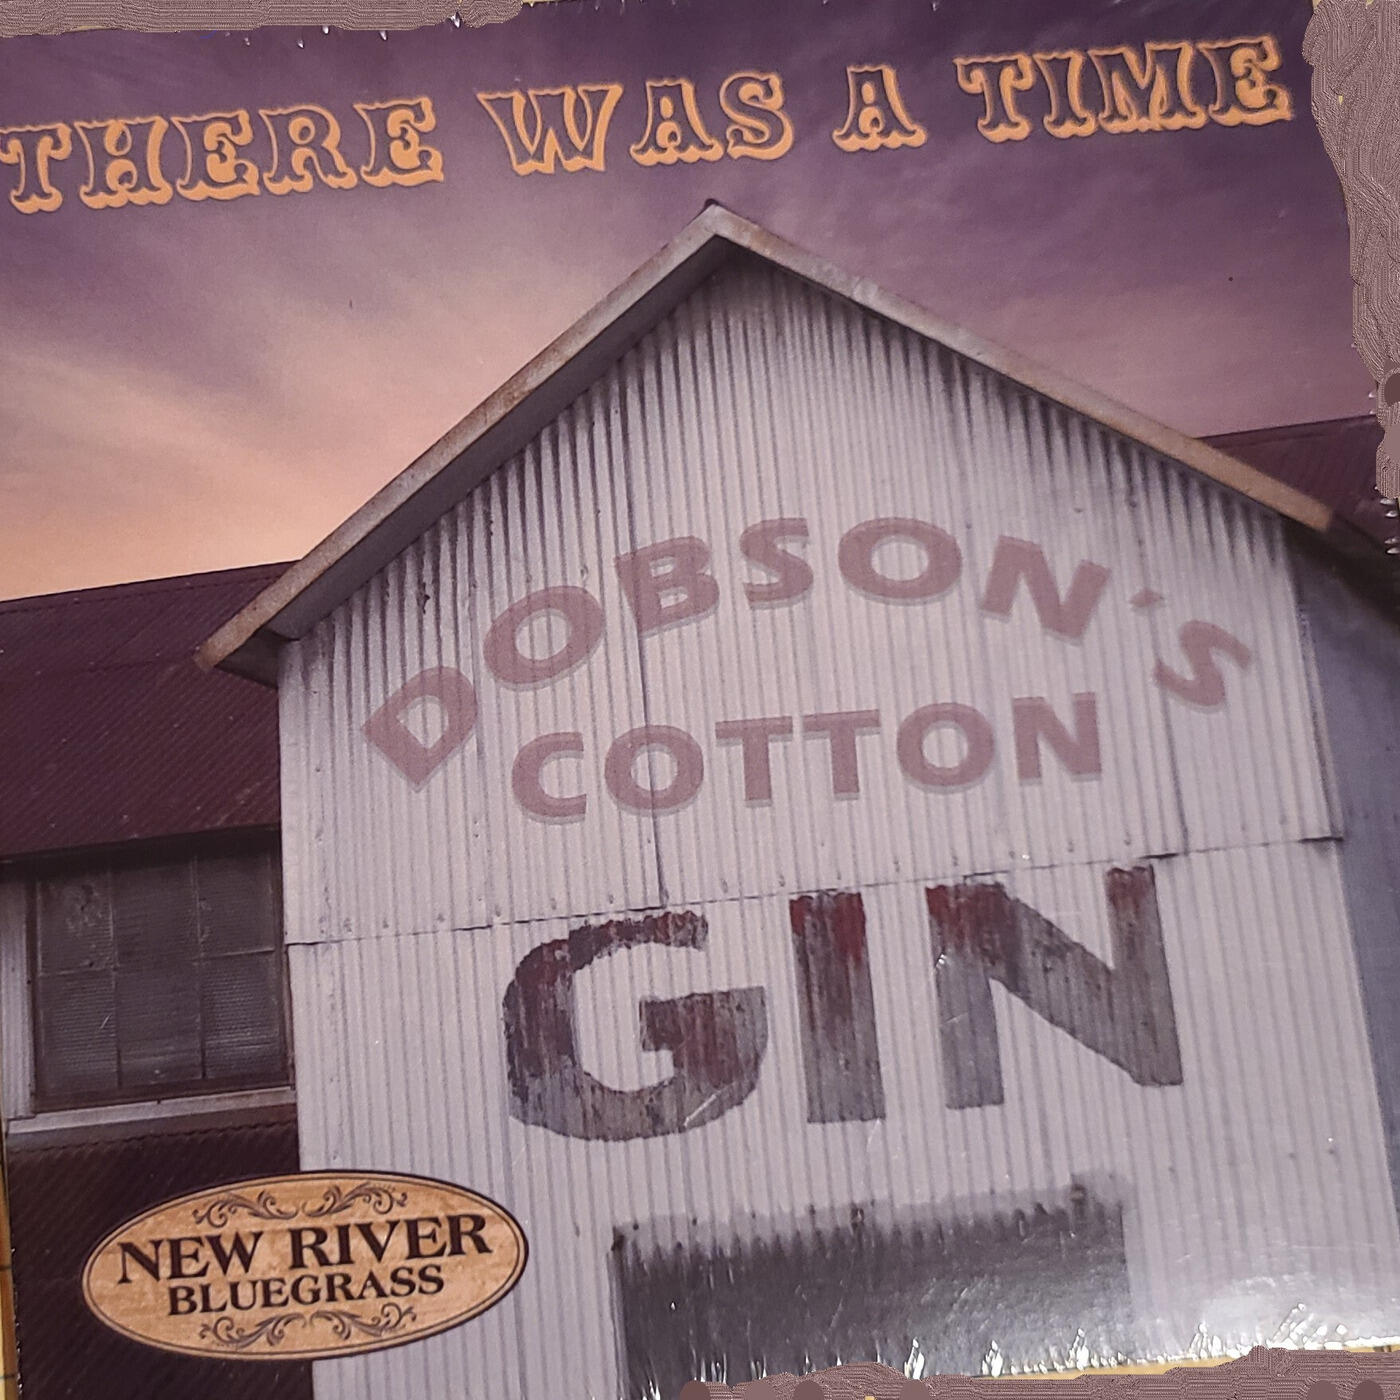 THERE WAS A TIME
DOBSON'S
COTTON
GIN
NEW RIVER
BLUEGRASS